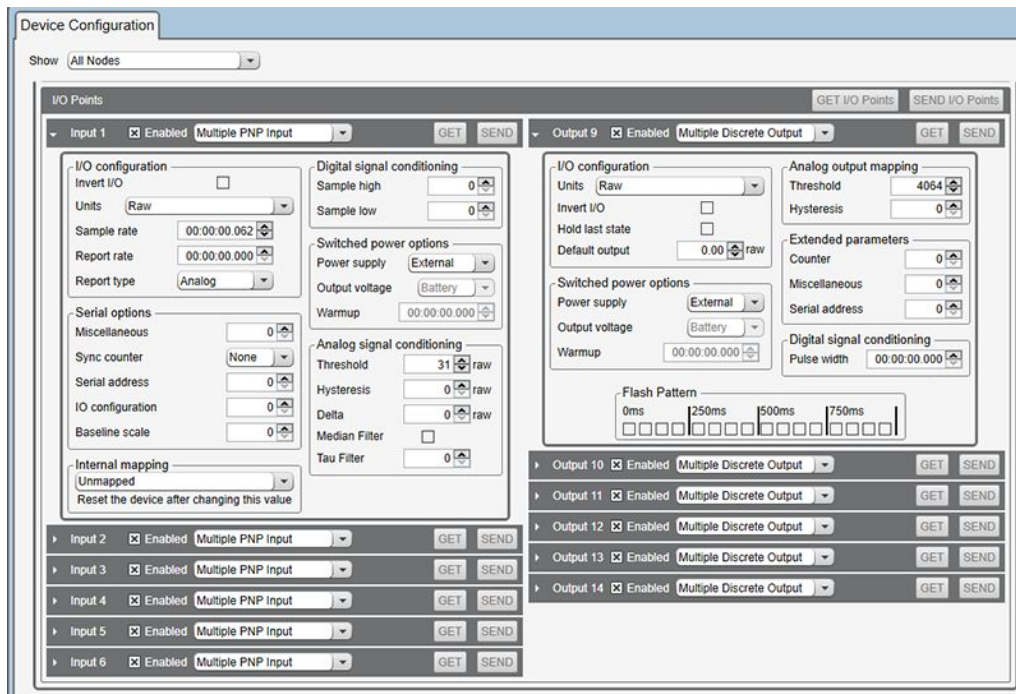 Device Configuration
Show All Nodes
I/O Points GET I/O Points SEND I/O Points
Input 1 Enabled Multiple PNP Input GET SEND
I/O configuration
Invert I/O
Units Raw
Sample rate 00:00:00.062
Report rate 00:00:00.000
Report type Analog
Serial options
Miscellaneous 0
Sync counter None
Serial address 0
IO configuration 0
Baseline scale 0
Internal mapping
Unmapped
Reset the device after changing this value
Digital signal conditioning
Sample high 0
Sample low 0
Switched power options
Power supply External
Output voltage Battery
Warmup 00:00:00.000
Analog signal conditioning
Threshold 31 raw
Hysteresis 0 raw
Delta 0 raw
Median Filter
Tau Filter 0
Input 2 Enabled Multiple PNP Input GET SEND
Input 3 Enabled Multiple PNP Input GET SEND
Input 4 Enabled Multiple PNP Input GET SEND
Input 5 Enabled Multiple PNP Input GET SEND
Input 6 Enabled Multiple PNP Input GET SEND
Output 9 Enabled Multiple Discrete Output GET SEND
I/O configuration
Units Raw
Invert I/O
Hold last state
Default output 0.00 raw
Switched power options
Power supply External
Output voltage Battery
Warmup 00:00:00.000
Analog output mapping
Threshold 4064
Hysteresis 0
Extended parameters
Counter 0
Miscellaneous 0
Serial address 0
Digital signal conditioning
Pulse width 00:00:00.000
Flash Pattern
0ms 250ms 500ms 750ms
Output 10 Enabled Multiple Discrete Output GET SEND
Output 11 Enabled Multiple Discrete Output GET SEND
Output 12 Enabled Multiple Discrete Output GET SEND
Output 13 Enabled Multiple Discrete Output GET SEND
Output 14 Enabled Multiple Discrete Output GET SEND